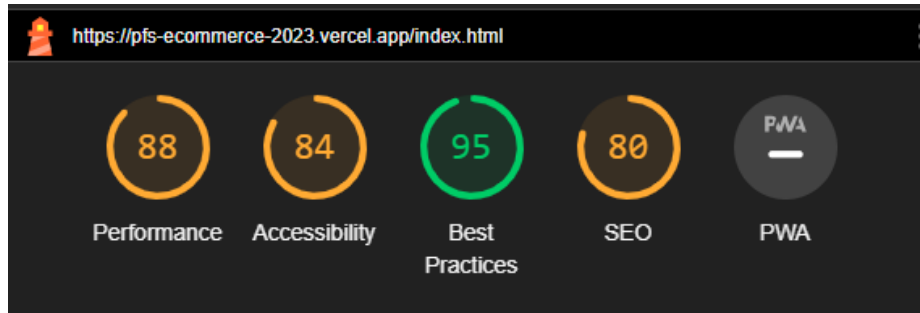 https://pfs-ecommerce-2023.vercel.app/index.html
88
84
95
80
PWA
Performance
Accessibility
Best
Practices
SEO
PWA